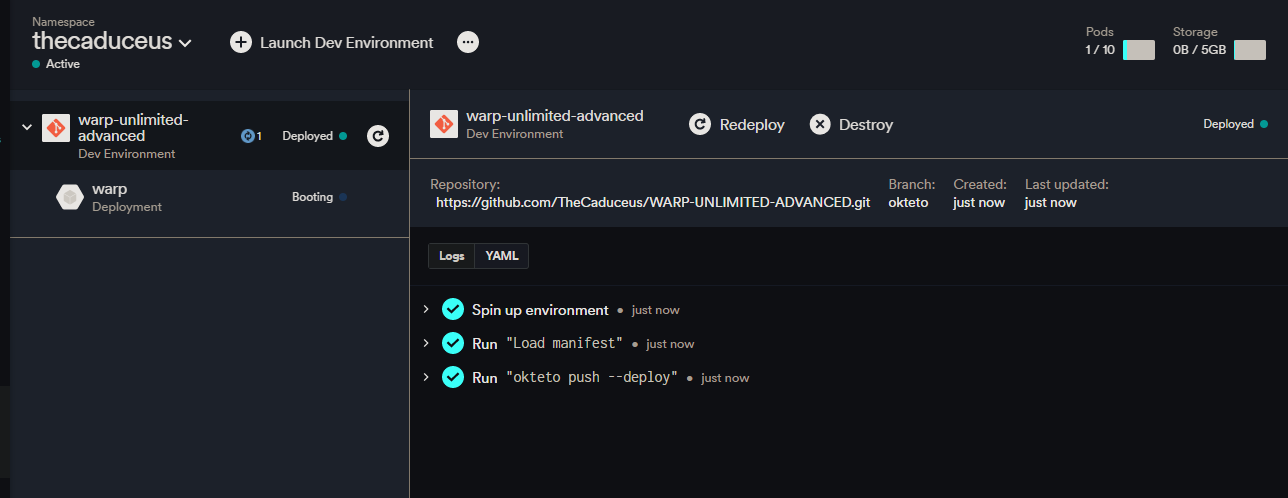 Namespace
thecaduceus
Active
Launch Dev Environment
Pods
1 / 10
Storage
0B / 5GB
warp-unlimited-
advanced
Dev Environment
1
Deployed
warp
Deployment
Booting
warp-unlimited-advanced
Dev Environment
Redeploy
Destroy
Deployed
Repository:
https://github.com/TheCaduceus/WARP-UNLIMITED-ADVANCED.git
Branch:
okteto
Created:
just now
Last updated:
just now
Logs
YAML
Spin up environment • just now
Run "Load manifest" • just now
Run "okteto push --deploy" • just now